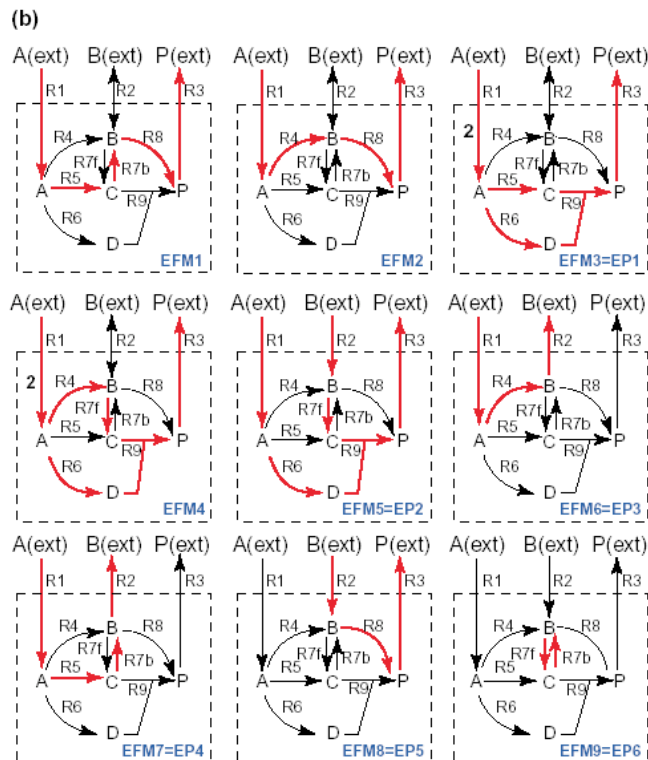 (b)
A(ext) B(ext) P(ext) A(ext) B(ext) P(ext) A(ext) B(ext) P(ext)
R1 R2 R3 R1 R2 R3 R1 R2 R3
R4 B R8 R4 B R8 2 R4 B R8
R7f R7b R7f R7b R7f R7b
A R5 C R9 P A R5 C R9 P A R5 C R9 P
R6 D R6 D R6 D
EFM1 EFM2 EFM3=EP1
A(ext) B(ext) P(ext) A(ext) B(ext) P(ext) A(ext) B(ext) P(ext)
R1 R2 R3 R1 R2 R3 R1 R2 R3
2 R4 B R8 R4 B R8 R4 B R8
R7f R7b R7f R7b R7f R7b
A R5 C R9 P A R5 C R9 P A R5 C R9 P
R6 D R6 D R6 D
EFM4 EFM5=EP2 EFM6=EP3
A(ext) B(ext) P(ext) A(ext) B(ext) P(ext) A(ext) B(ext) P(ext)
R1 R2 R3 R1 R2 R3 R1 R2 R3
R4 B R8 R4 B R8 R4 B R8
R7f R7b R7f R7b R7f R7b
A R5 C R9 P A R5 C R9 P A R5 C R9 P
R6 D R6 D R6 D
EFM7=EP4 EFM8=EP5 EFM9=EP6